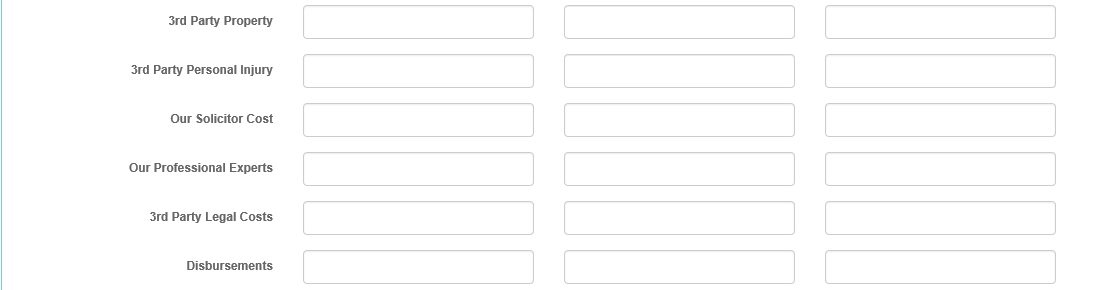 3rd Party Property
3rd Party Personal Injury
Our Solicitor Cost
Our Professional Experts
3rd Party Legal Costs
Disbursements